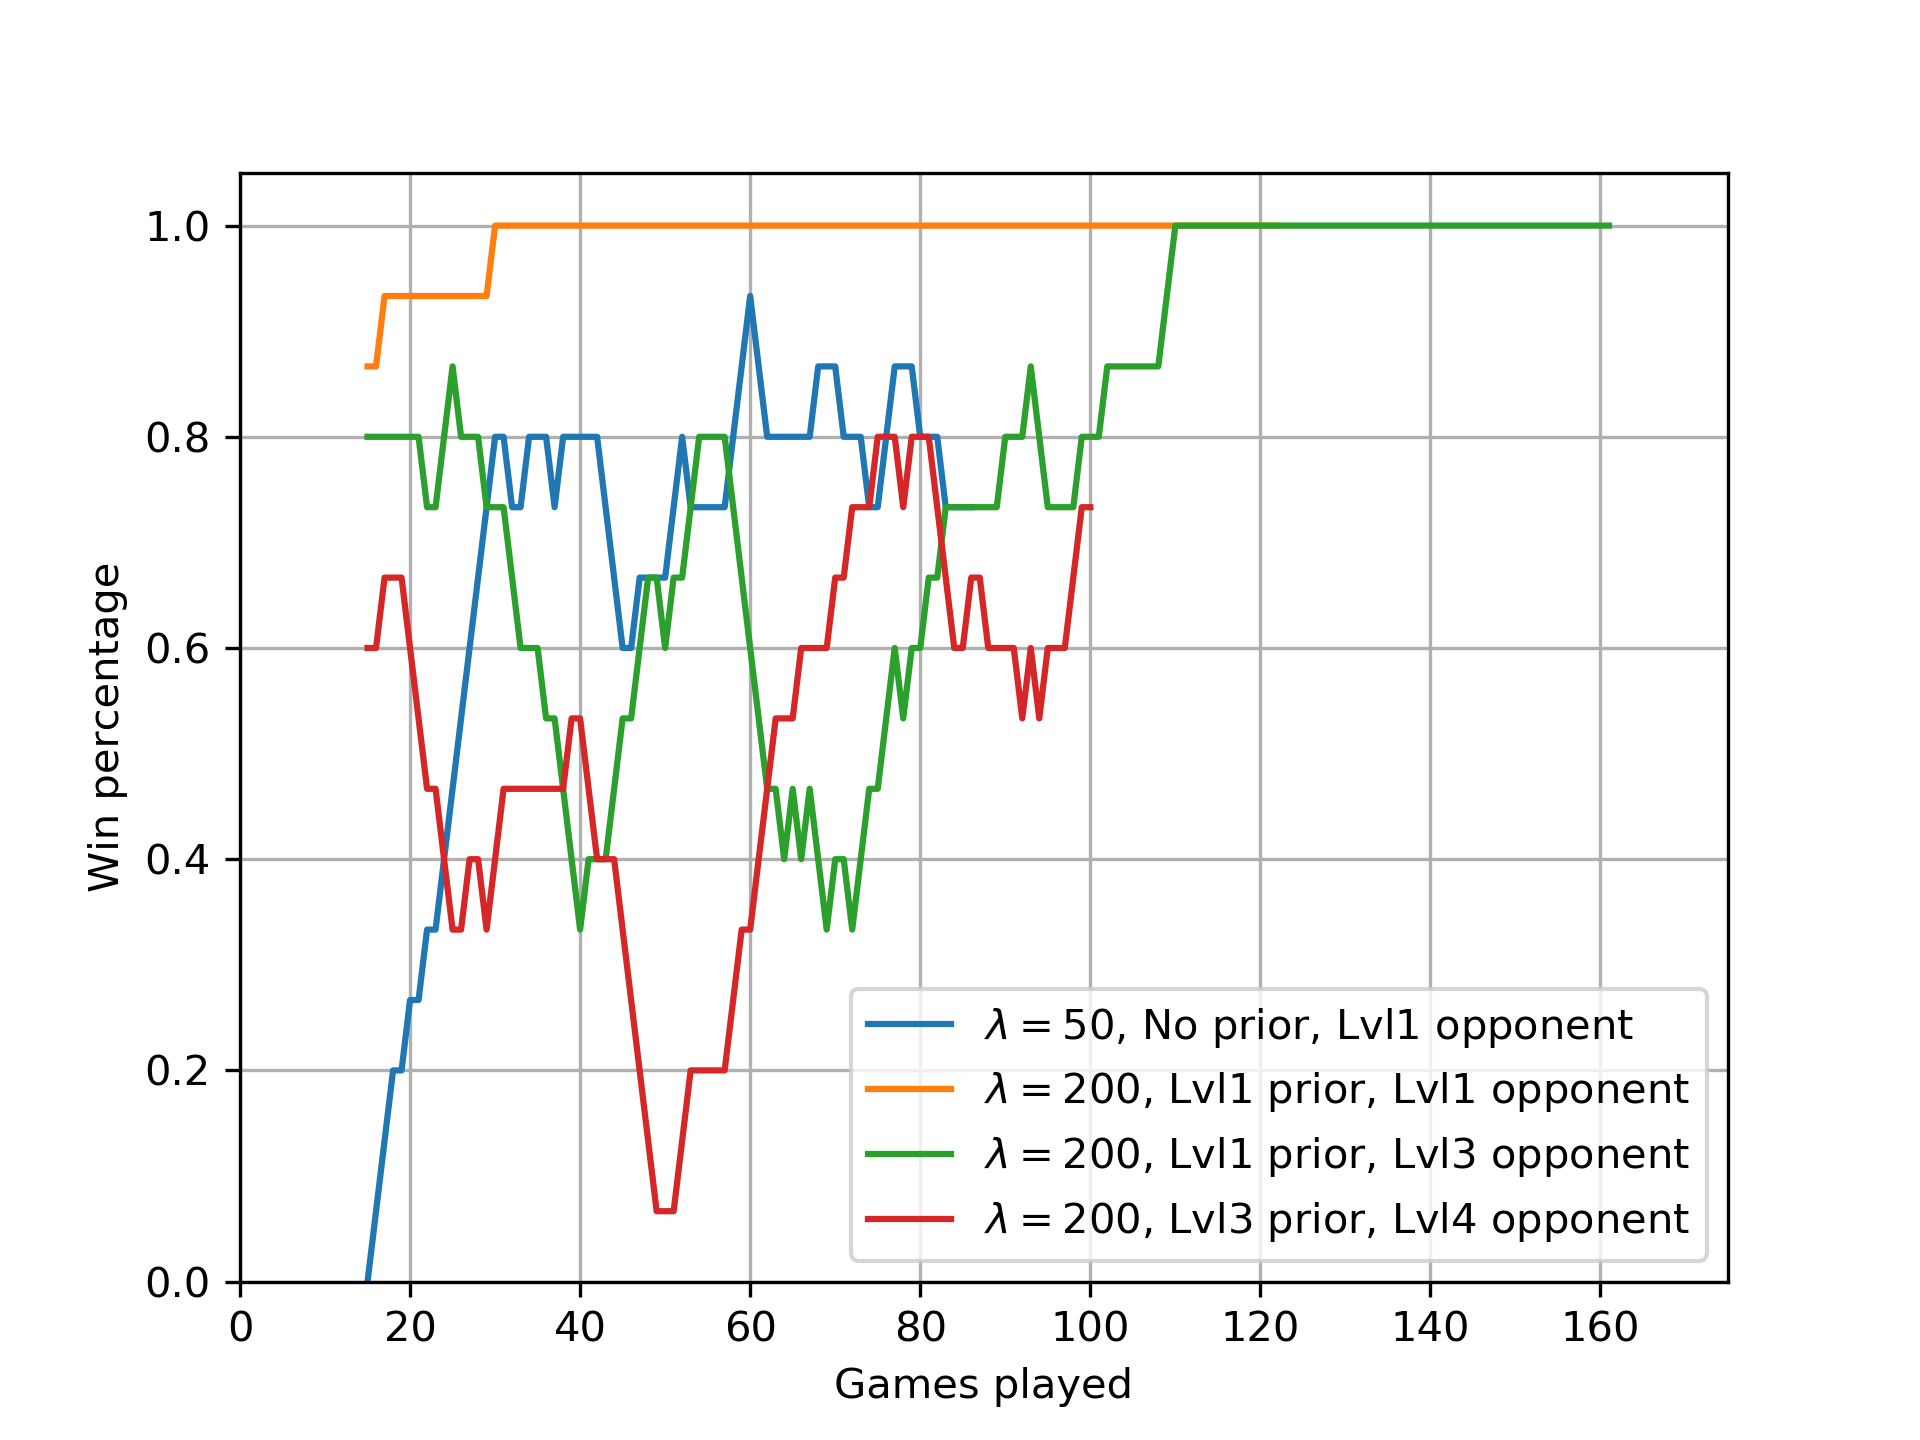 1.0
0.8
0.6
0.4
0.2
0.0
Win percentage
λ = 50, No prior, Lvl1 opponent
λ = 200, Lvl1 prior, Lvl1 opponent
λ = 200, Lvl1 prior, Lvl3 opponent
λ = 200, Lvl3 prior, Lvl4 opponent
0 20 40 60 80 100 120 140 160
Games played